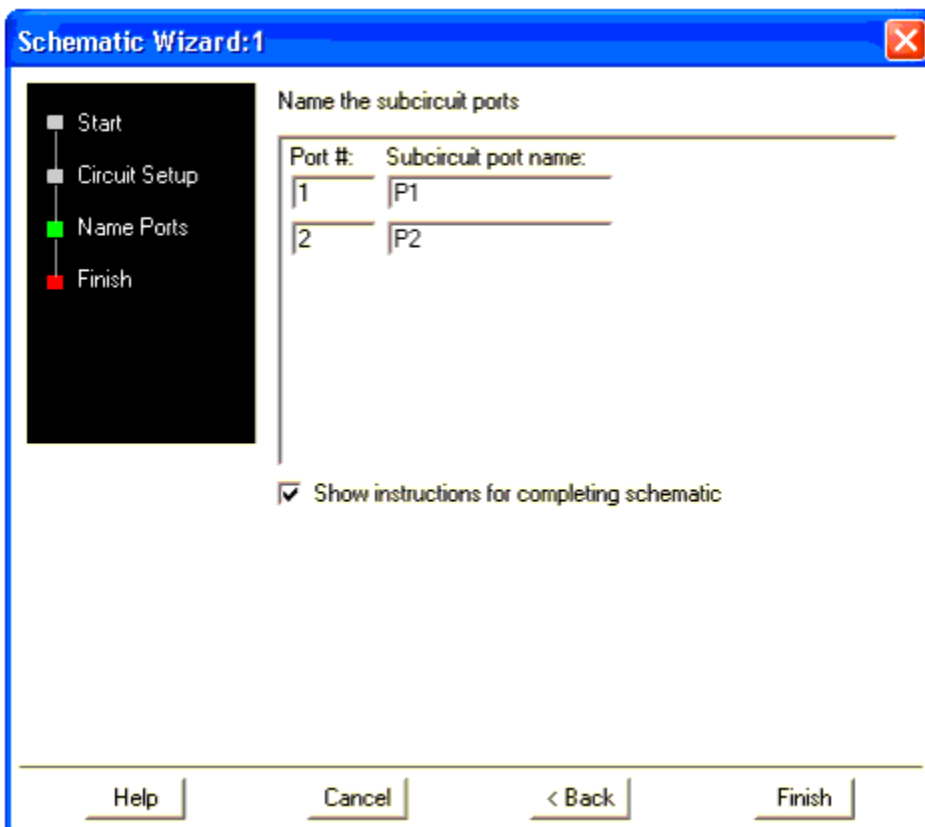 Schematic Wizard:1
Start
Circuit Setup
Name Ports
Finish
Name the subcircuit ports
Port #: Subcircuit port name:
1 P1
2 P2
Show instructions for completing schematic
Help Cancel < Back Finish